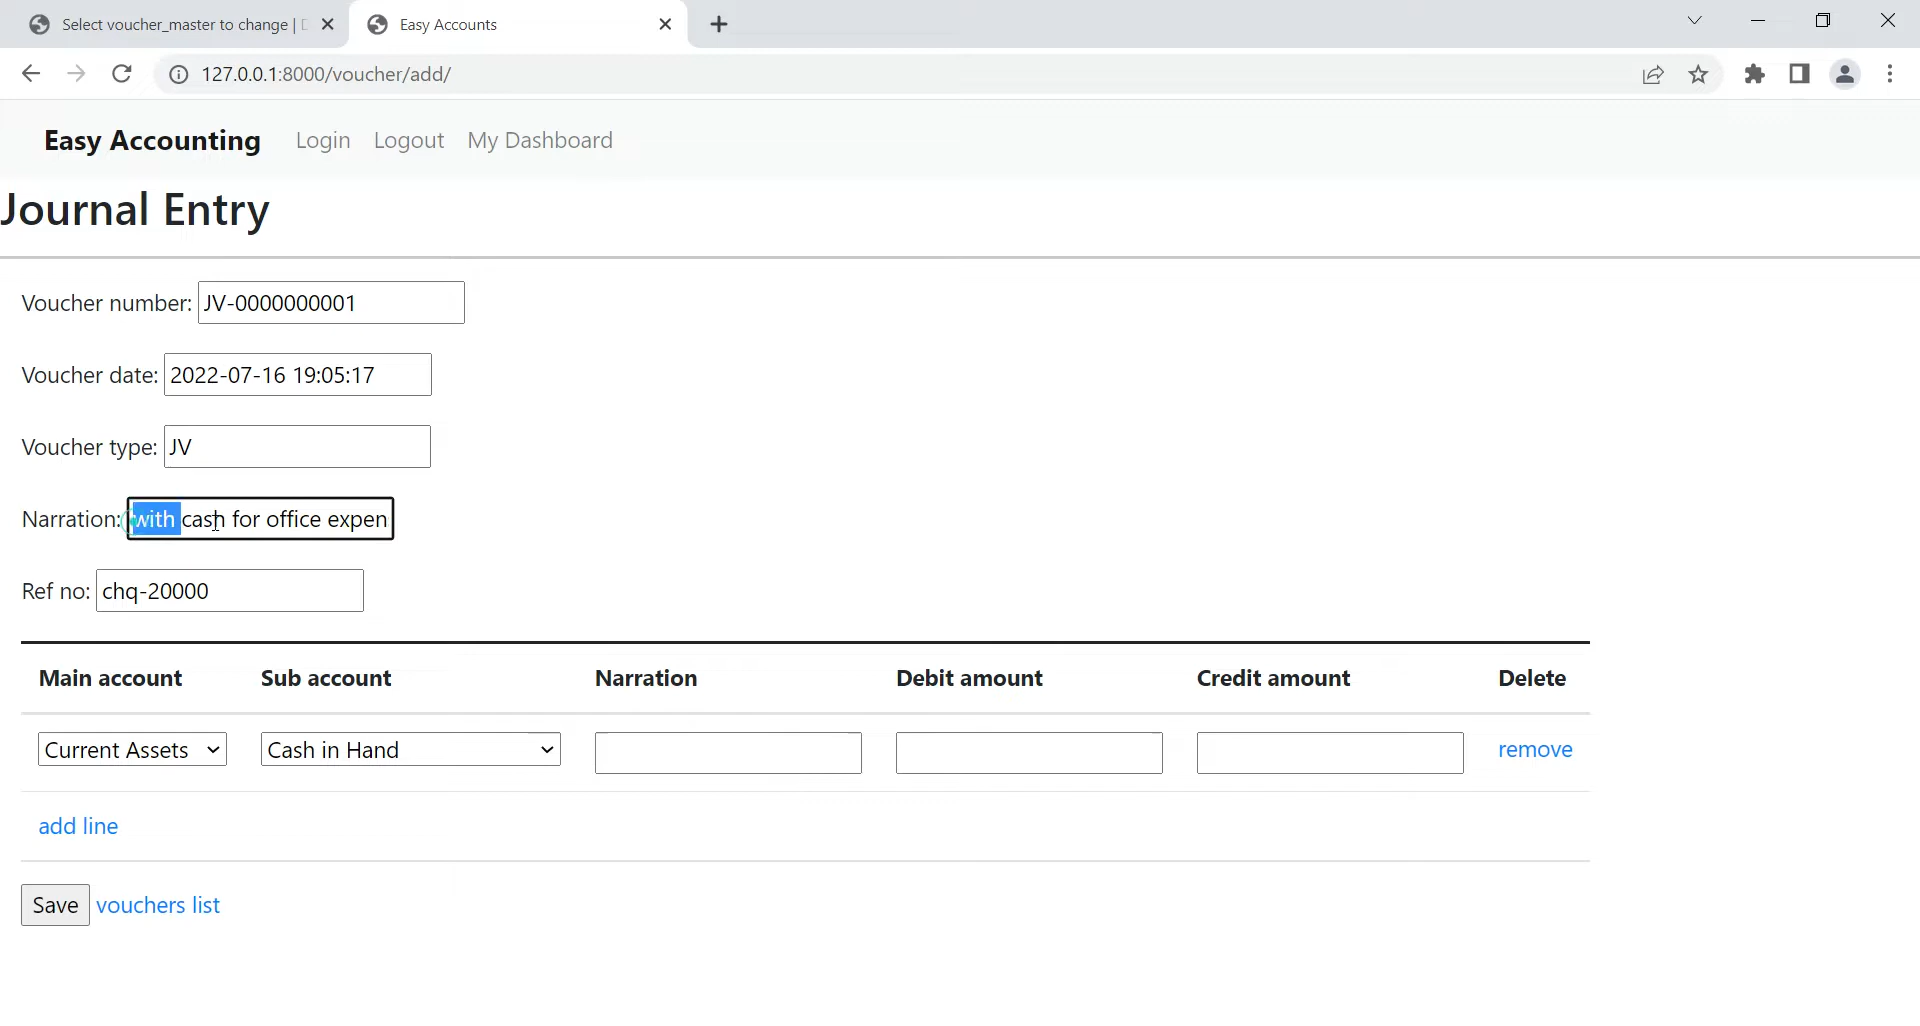 Select voucher_master to change | D
Easy Accounts
127.0.0.1:8000/voucher/add/
Easy Accounting Login Logout My Dashboard
Journal Entry
Voucher number: JV-0000000001
Voucher date: 2022-07-16 19:05:17
Voucher type: JV
Narration: with cash for office expen
Ref no: chq-20000
Main account Sub account Narration Debit amount Credit amount Delete
Current Assets Cash in Hand remove
add line
Save vouchers list